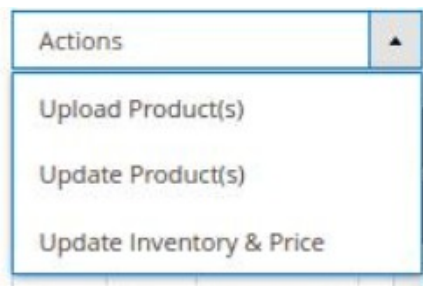 Actions
Upload Product(s)
Update Product(s)
Update Inventory & Price